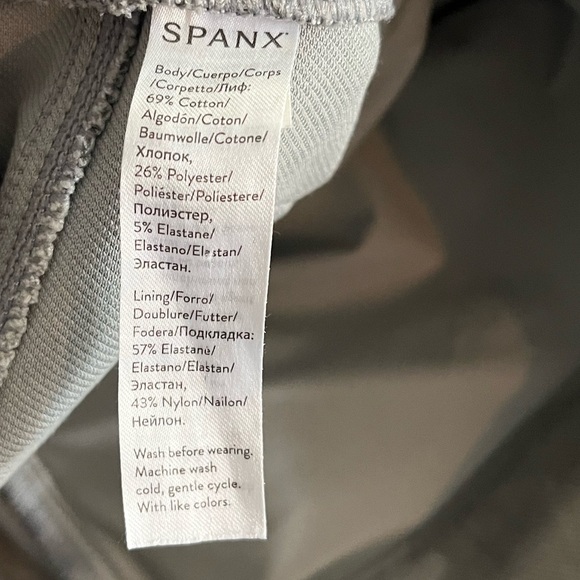 SPANX
Body/Cuerpo/Corps
/Corpetto/Лиф:
69% Cotton/
Algodón/Coton/
Baumwolle/Cotone/
Хлопок,
26% Polyester/
Poliéster/Poliestere/
Полиэстер,
5% Elastane/
Elastano/Elastan/
Эластан.
Lining/Forro/
Doublure/Futter/
Fodera/Подкладка:
57% Elastane/
Elastano/Elastan/
Эластан,
43% Nylon/Nailon/
Нейлон.
Wash before wearing.
Machine wash
cold, gentle cycle.
With like colors.